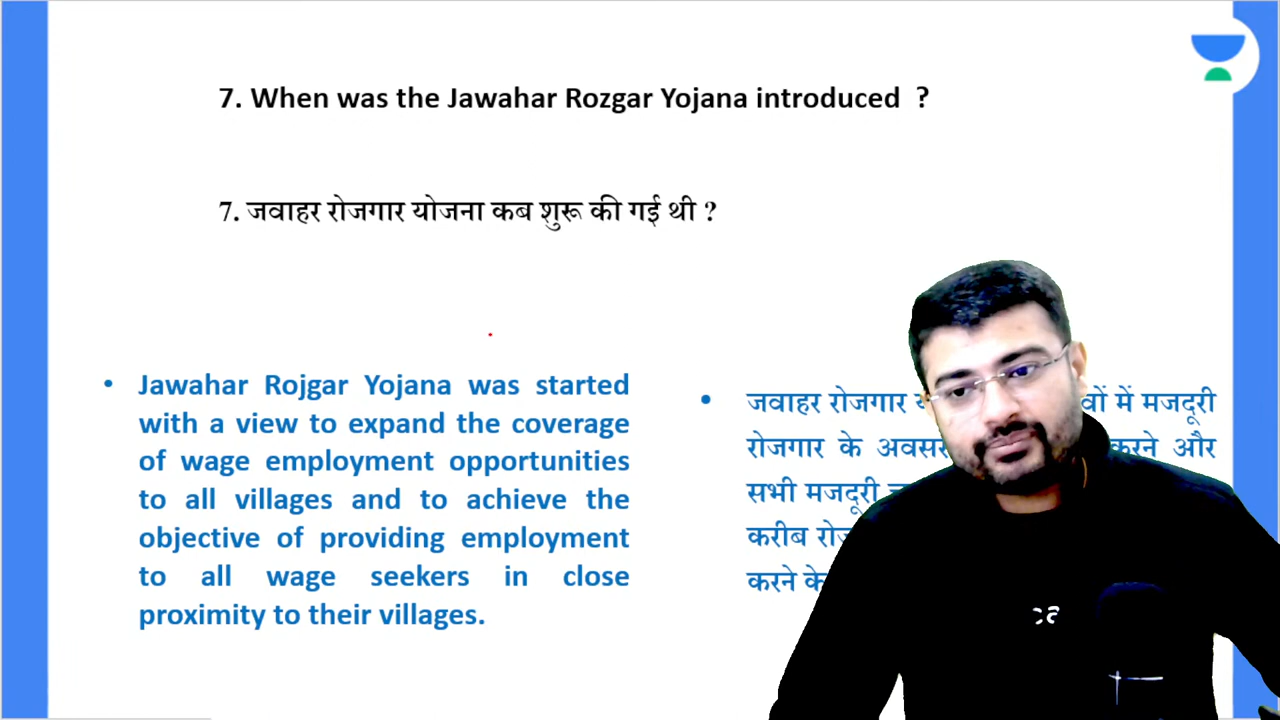 7. When was the Jawahar Rozgar Yojana introduced ?
7. जवाहर रोजगार योजना कब शुरू की गई थी ?
• Jawahar Rojgar Yojana was started
with a view to expand the coverage
of wage employment opportunities
to all villages and to achieve the
objective of providing employment
to all wage seekers in close
proximity to their villages.
• जवाहर रोजगार में मजदूरी
रोजगार के करने और
सभी मजदूरी
करीब
करने के